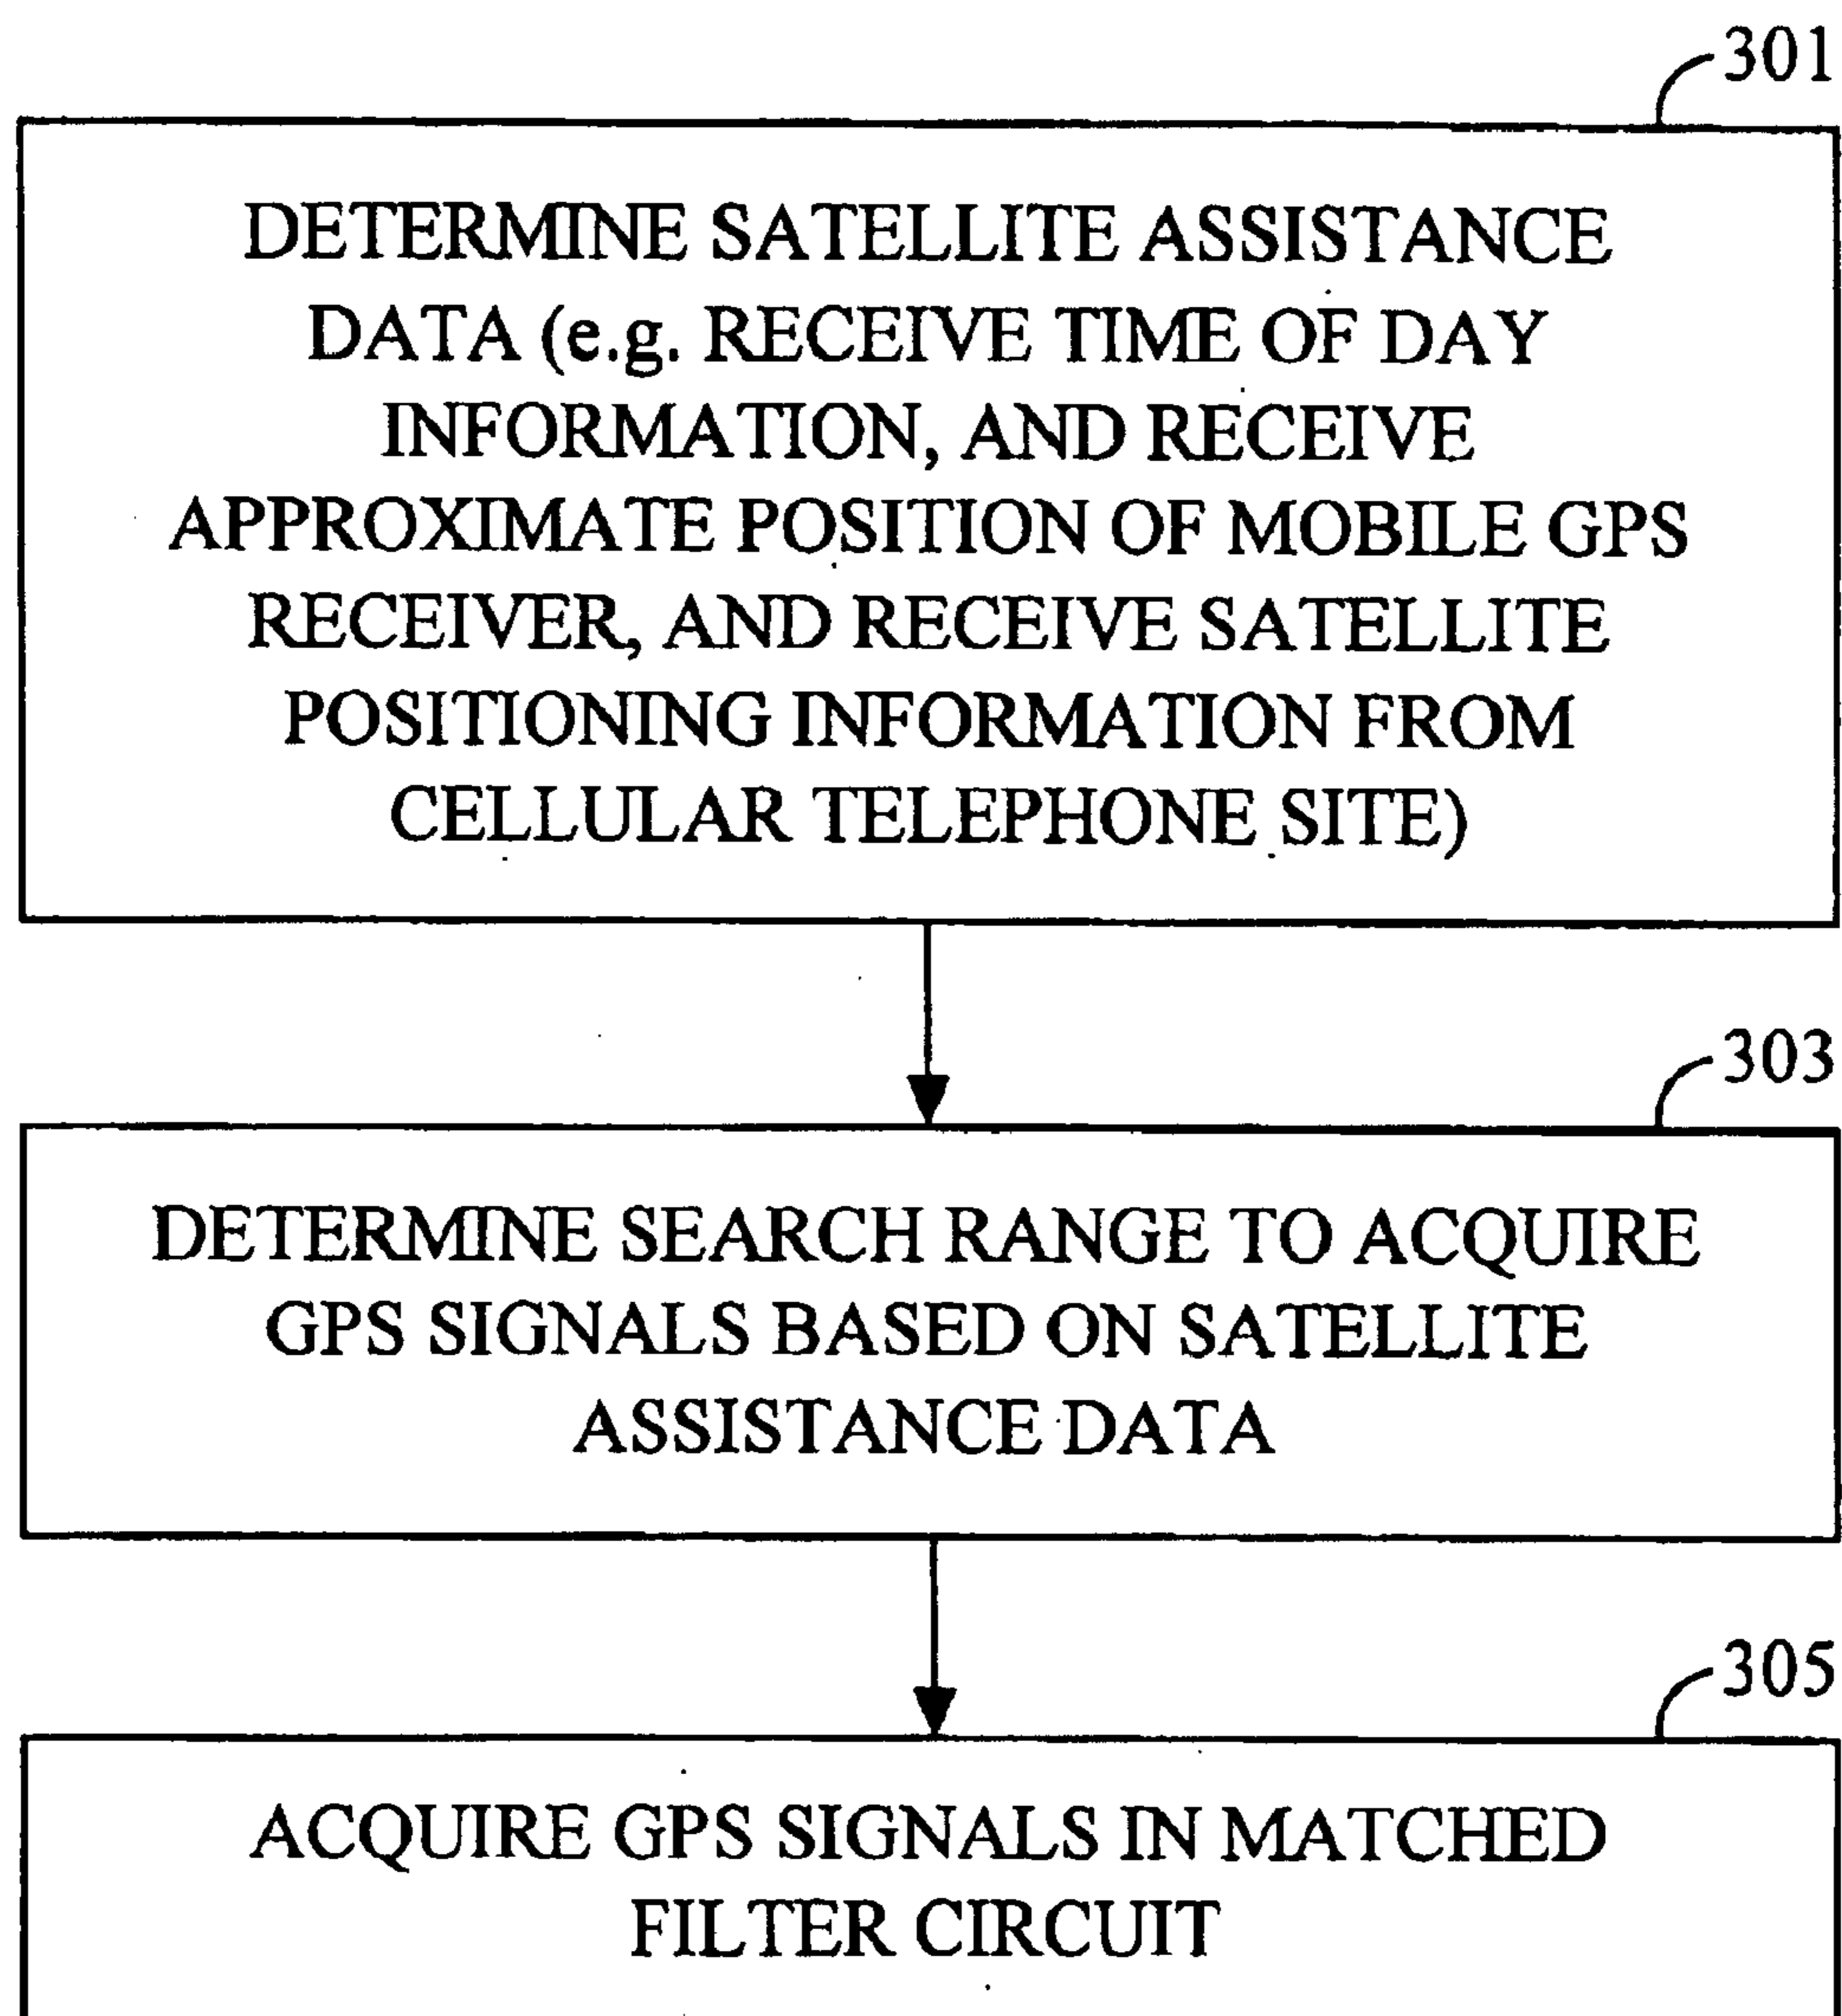 301
DETERMINE SATELLITE ASSISTANCE
DATA (e.g. RECEIVE TIME OF DAY
INFORMATION, AND RECEIVE
APPROXIMATE POSITION OF MOBILE GPS
RECEIVER, AND RECEIVE SATELLITE
POSITIONING INFORMATION FROM
CELLULAR TELEPHONE SITE)
303
DETERMINE SEARCH RANGE TO ACQUIRE
GPS SIGNALS BASED ON SATELLITE
ASSISTANCE DATA
305
ACQUIRE GPS SIGNALS IN MATCHED
FILTER CIRCUIT